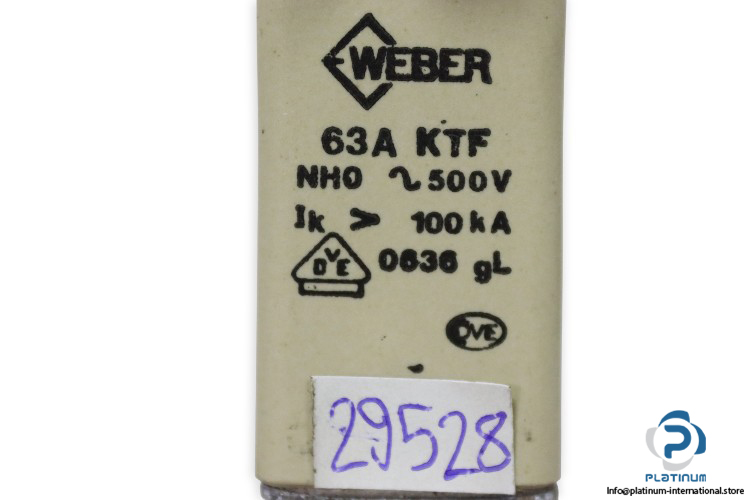 WEBER
63A KTF
NH0 ∿ 500V
Ik > 100kA
DVE 0636 gL
ÖVE
29528
PLATINUM
Info@platinum-international.store